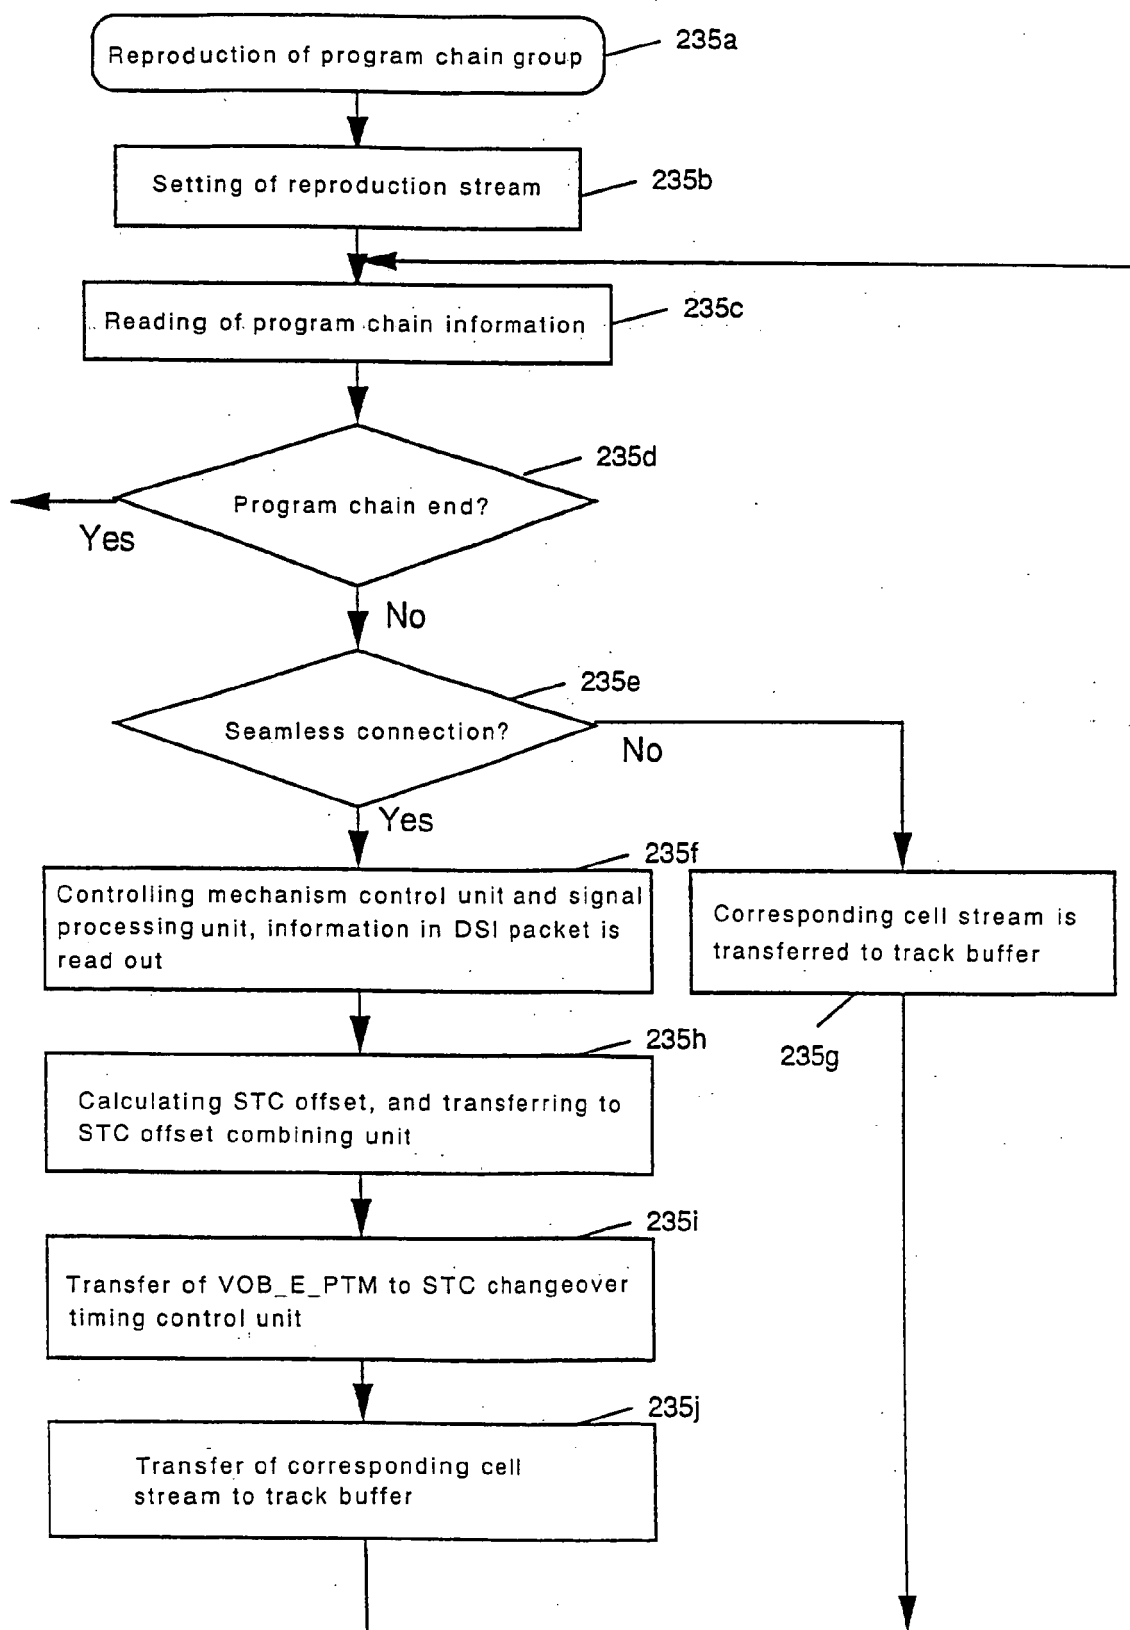 Reproduction of program chain group
235a
Setting of reproduction stream
235b
Reading of program chain information
235c
Program chain end?
235d
Yes
No
Seamless connection?
235e
No
Yes
235f
Controlling mechanism control unit and signal
processing unit, information in DSI packet is
read out
Corresponding cell stream is
transferred to track buffer
235g
235h
Calculating STC offset, and transferring to
STC offset combining unit
235i
Transfer of VOB_E_PTM to STC changeover
timing control unit
235j
Transfer of corresponding cell
stream to track buffer